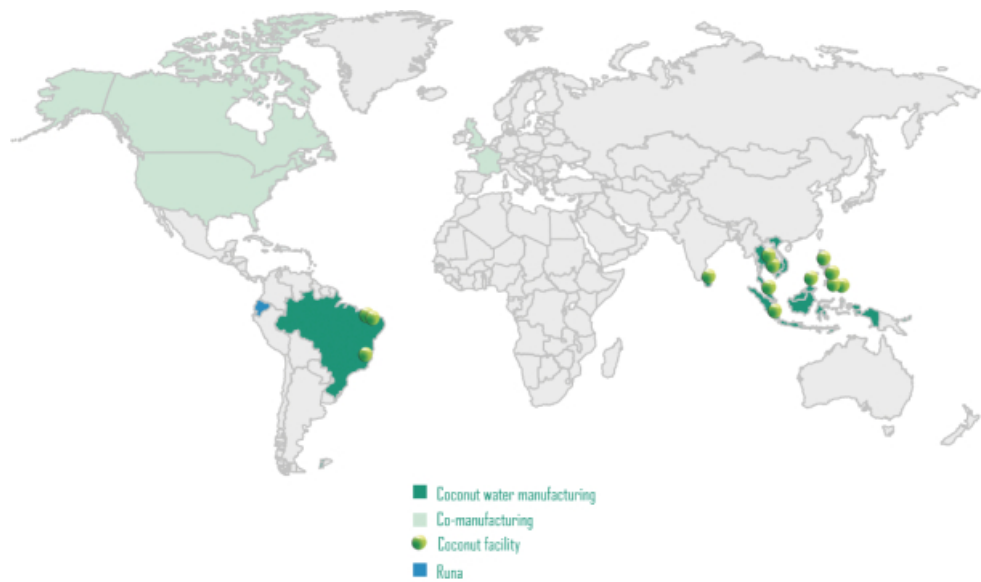 Coconut water manufacturing
Co-manufacturing
Coconut facility
Runa